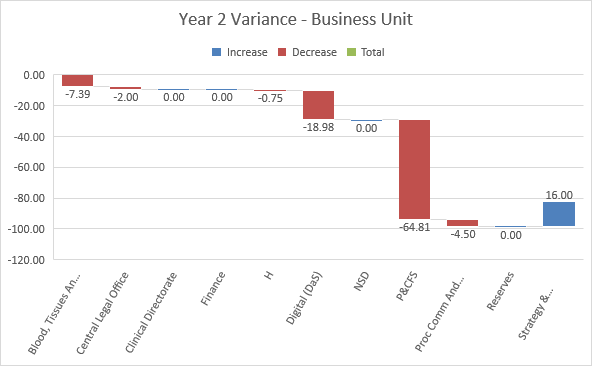 Year 2 Variance - Business Unit
Increase Decrease Total
0.00
-20.00
-40.00
-60.00
-80.00
-100.00
-120.00
-7.39
-2.00
0.00
0.00
-0.75
-18.98
0.00
-64.81
-4.50
0.00
16.00
Blood, Tissues An...
Central Legal Office
Clinical Directorate
Finance
H
Digital (DaS)
NSD
P&CFS
Proc Comm And...
Reserves
Strategy &...